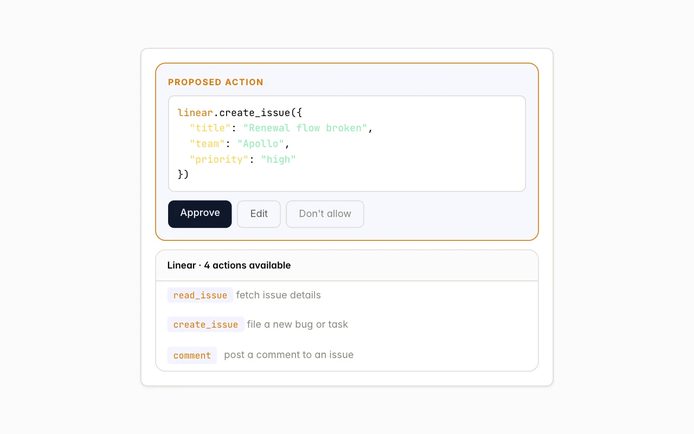 PROPOSED ACTION
linear.create_issue({
  "title": "Renewal flow broken",
  "team": "Apollo",
  "priority": "high"
})
Approve Edit Don't allow
Linear · 4 actions available
read_issue fetch issue details
create_issue file a new bug or task
comment post a comment to an issue